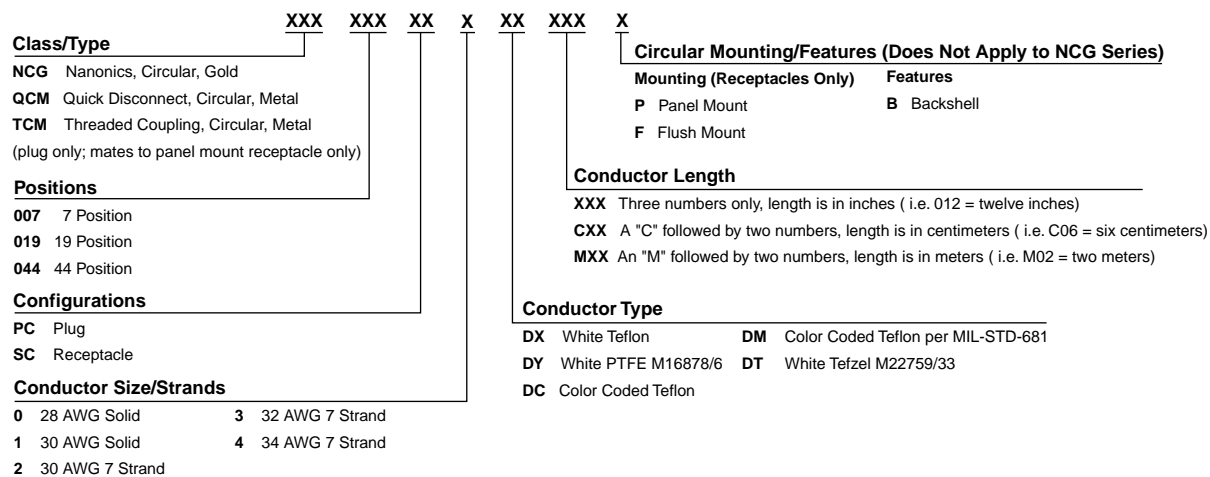 XXX XXX XX X XX XXX X
Class/Type
NCG Nanonics, Circular, Gold
QCM Quick Disconnect, Circular, Metal
TCM Threaded Coupling, Circular, Metal
(plug only; mates to panel mount receptacle only)
Positions
007 7 Position
019 19 Position
044 44 Position
Configurations
PC Plug
SC Receptacle
Conductor Size/Strands
0 28 AWG Solid
1 30 AWG Solid
2 30 AWG 7 Strand
3 32 AWG 7 Strand
4 34 AWG 7 Strand
Circular Mounting/Features (Does Not Apply to NCG Series)
Mounting (Receptacles Only)
P Panel Mount
F Flush Mount
Features
B Backshell
Conductor Length
XXX Three numbers only, length is in inches ( i.e. 012 = twelve inches)
CXX A "C" followed by two numbers, length is in centimeters ( i.e. C06 = six centimeters)
MXX An "M" followed by two numbers, length is in meters ( i.e. M02 = two meters)
Conductor Type
DX White Teflon
DY White PTFE M16878/6
DC Color Coded Teflon
DM Color Coded Teflon per MIL-STD-681
DT White Tefzel M22759/33